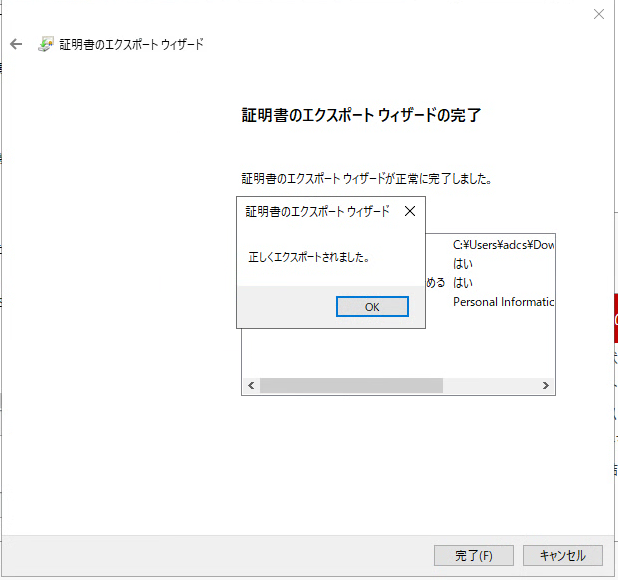 証明書のエクスポート ウィザード
証明書のエクスポート ウィザードの完了
証明書のエクスポート ウィザードが正常に完了しました。
証明書のエクスポート ウィザード
正しくエクスポートされました。
OK
C:¥Users¥adcs¥Dow
はい
める はい
Personal Informatic
完了(F)
キャンセル